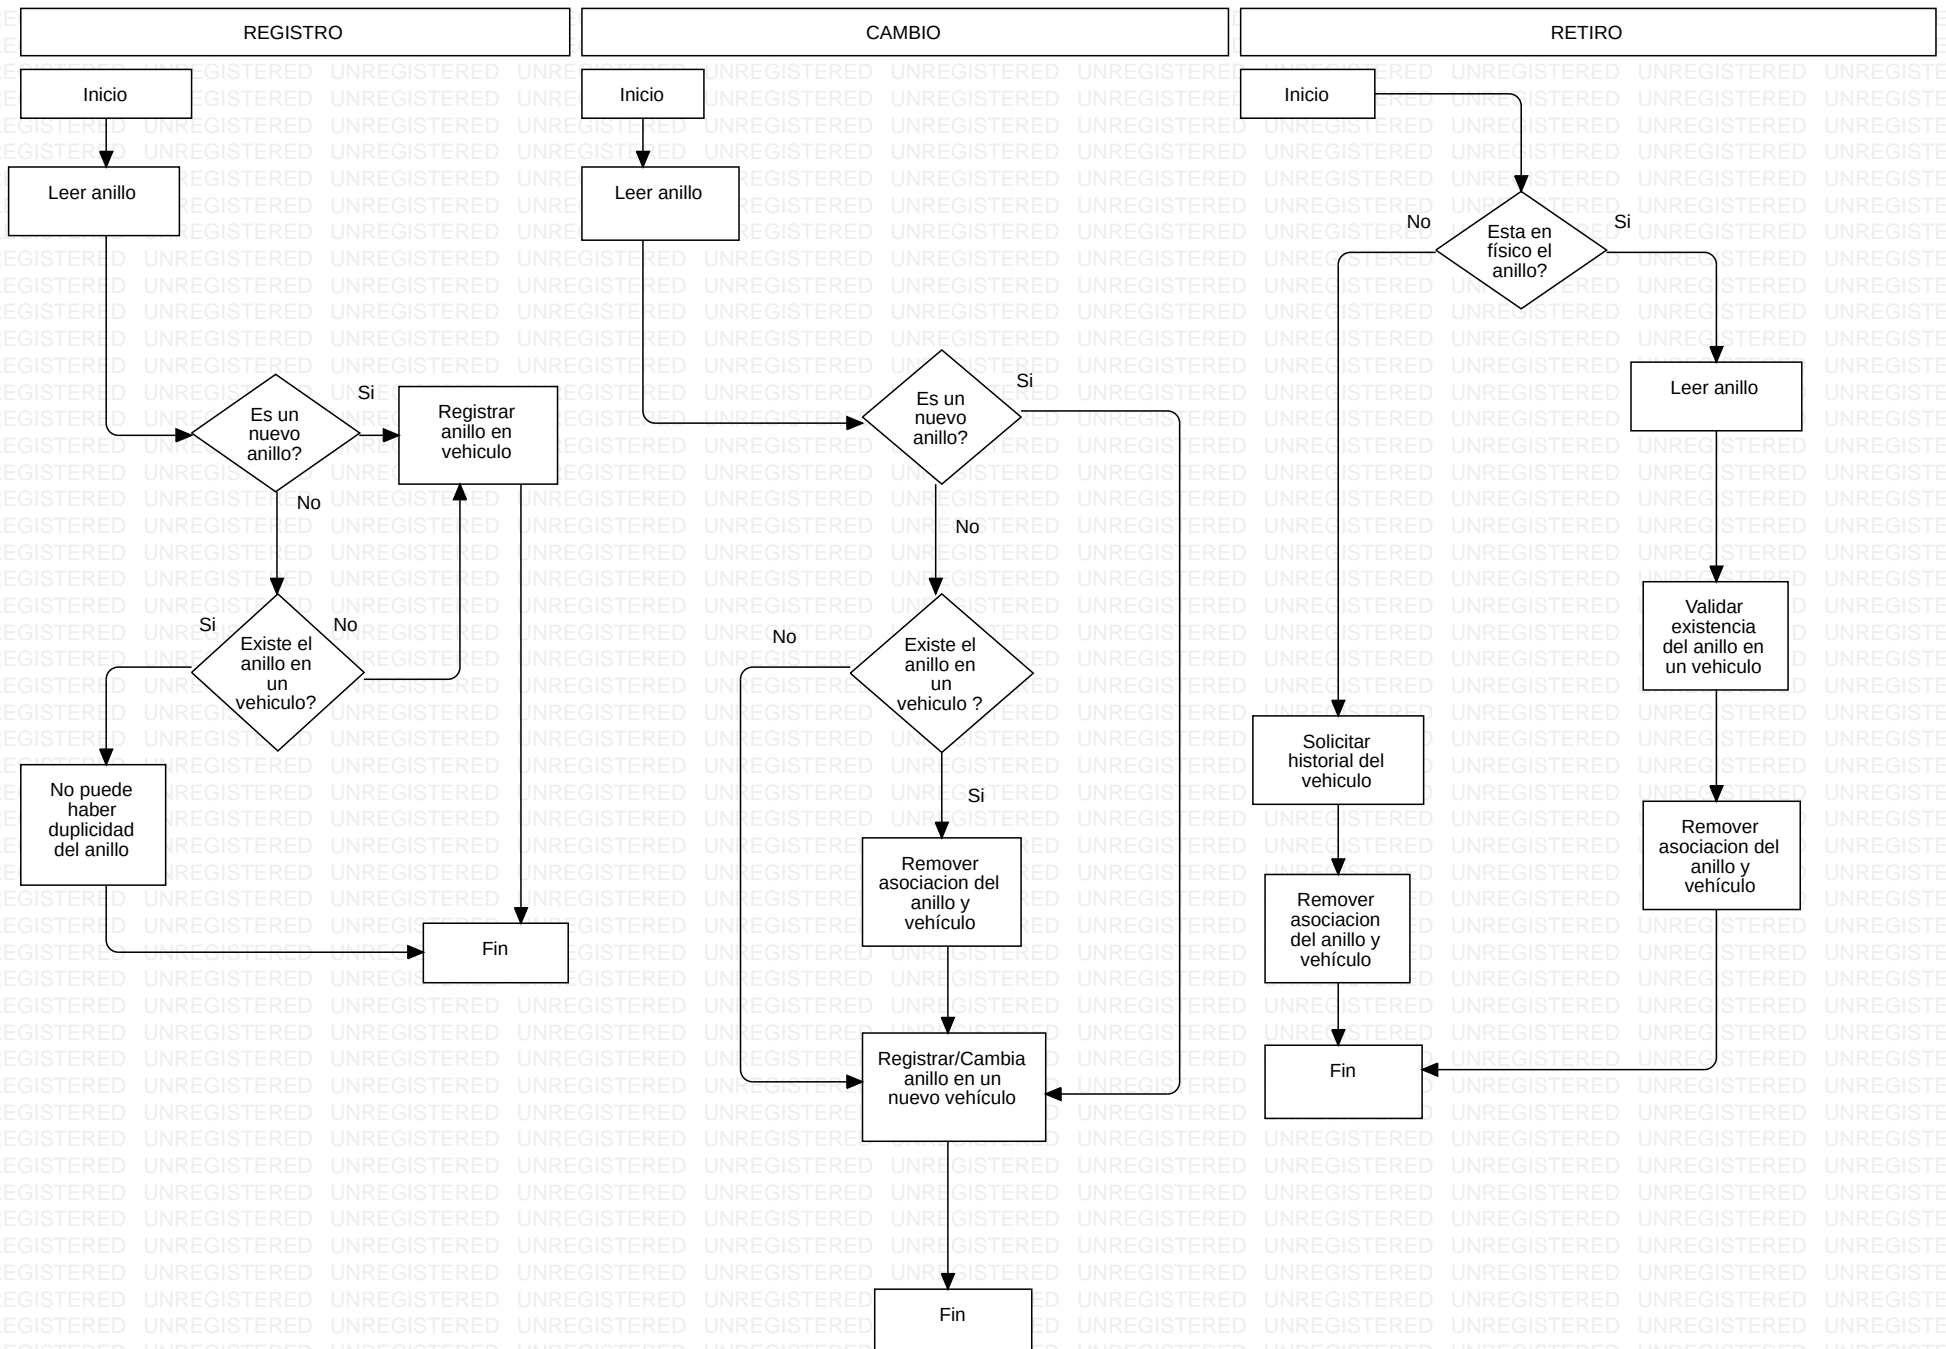 REGISTRO
Inicio
Leer anillo
Es un
nuevo
anillo?
Si
Registrar
anillo en
vehiculo
No
Si
No
Existe el
anillo en
un
vehiculo?
No puede
haber
duplicidad
del anillo
Fin
CAMBIO
Inicio
Leer anillo
Es un
nuevo
anillo?
Si
No
No
Existe el
anillo en
un
vehiculo ?
Si
Remover
asociacion del
anillo y
vehículo
Registrar/Cambia
anillo en un
nuevo vehículo
Fin
RETIRO
Inicio
No
Esta en
físico el
anillo?
Si
Leer anillo
Validar
existencia
del anillo en
un vehiculo
Solicitar
historial del
vehiculo
Remover
asociacion del
anillo y
vehículo
Remover
asociacion
del anillo y
vehículo
Fin
UNREGISTERED